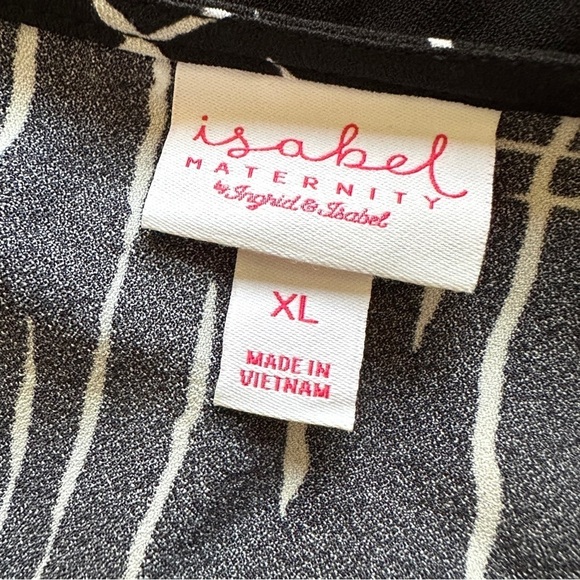 isabel
MATERNITY
by Ingrid & Isabel
XL
MADE IN
VIETNAM